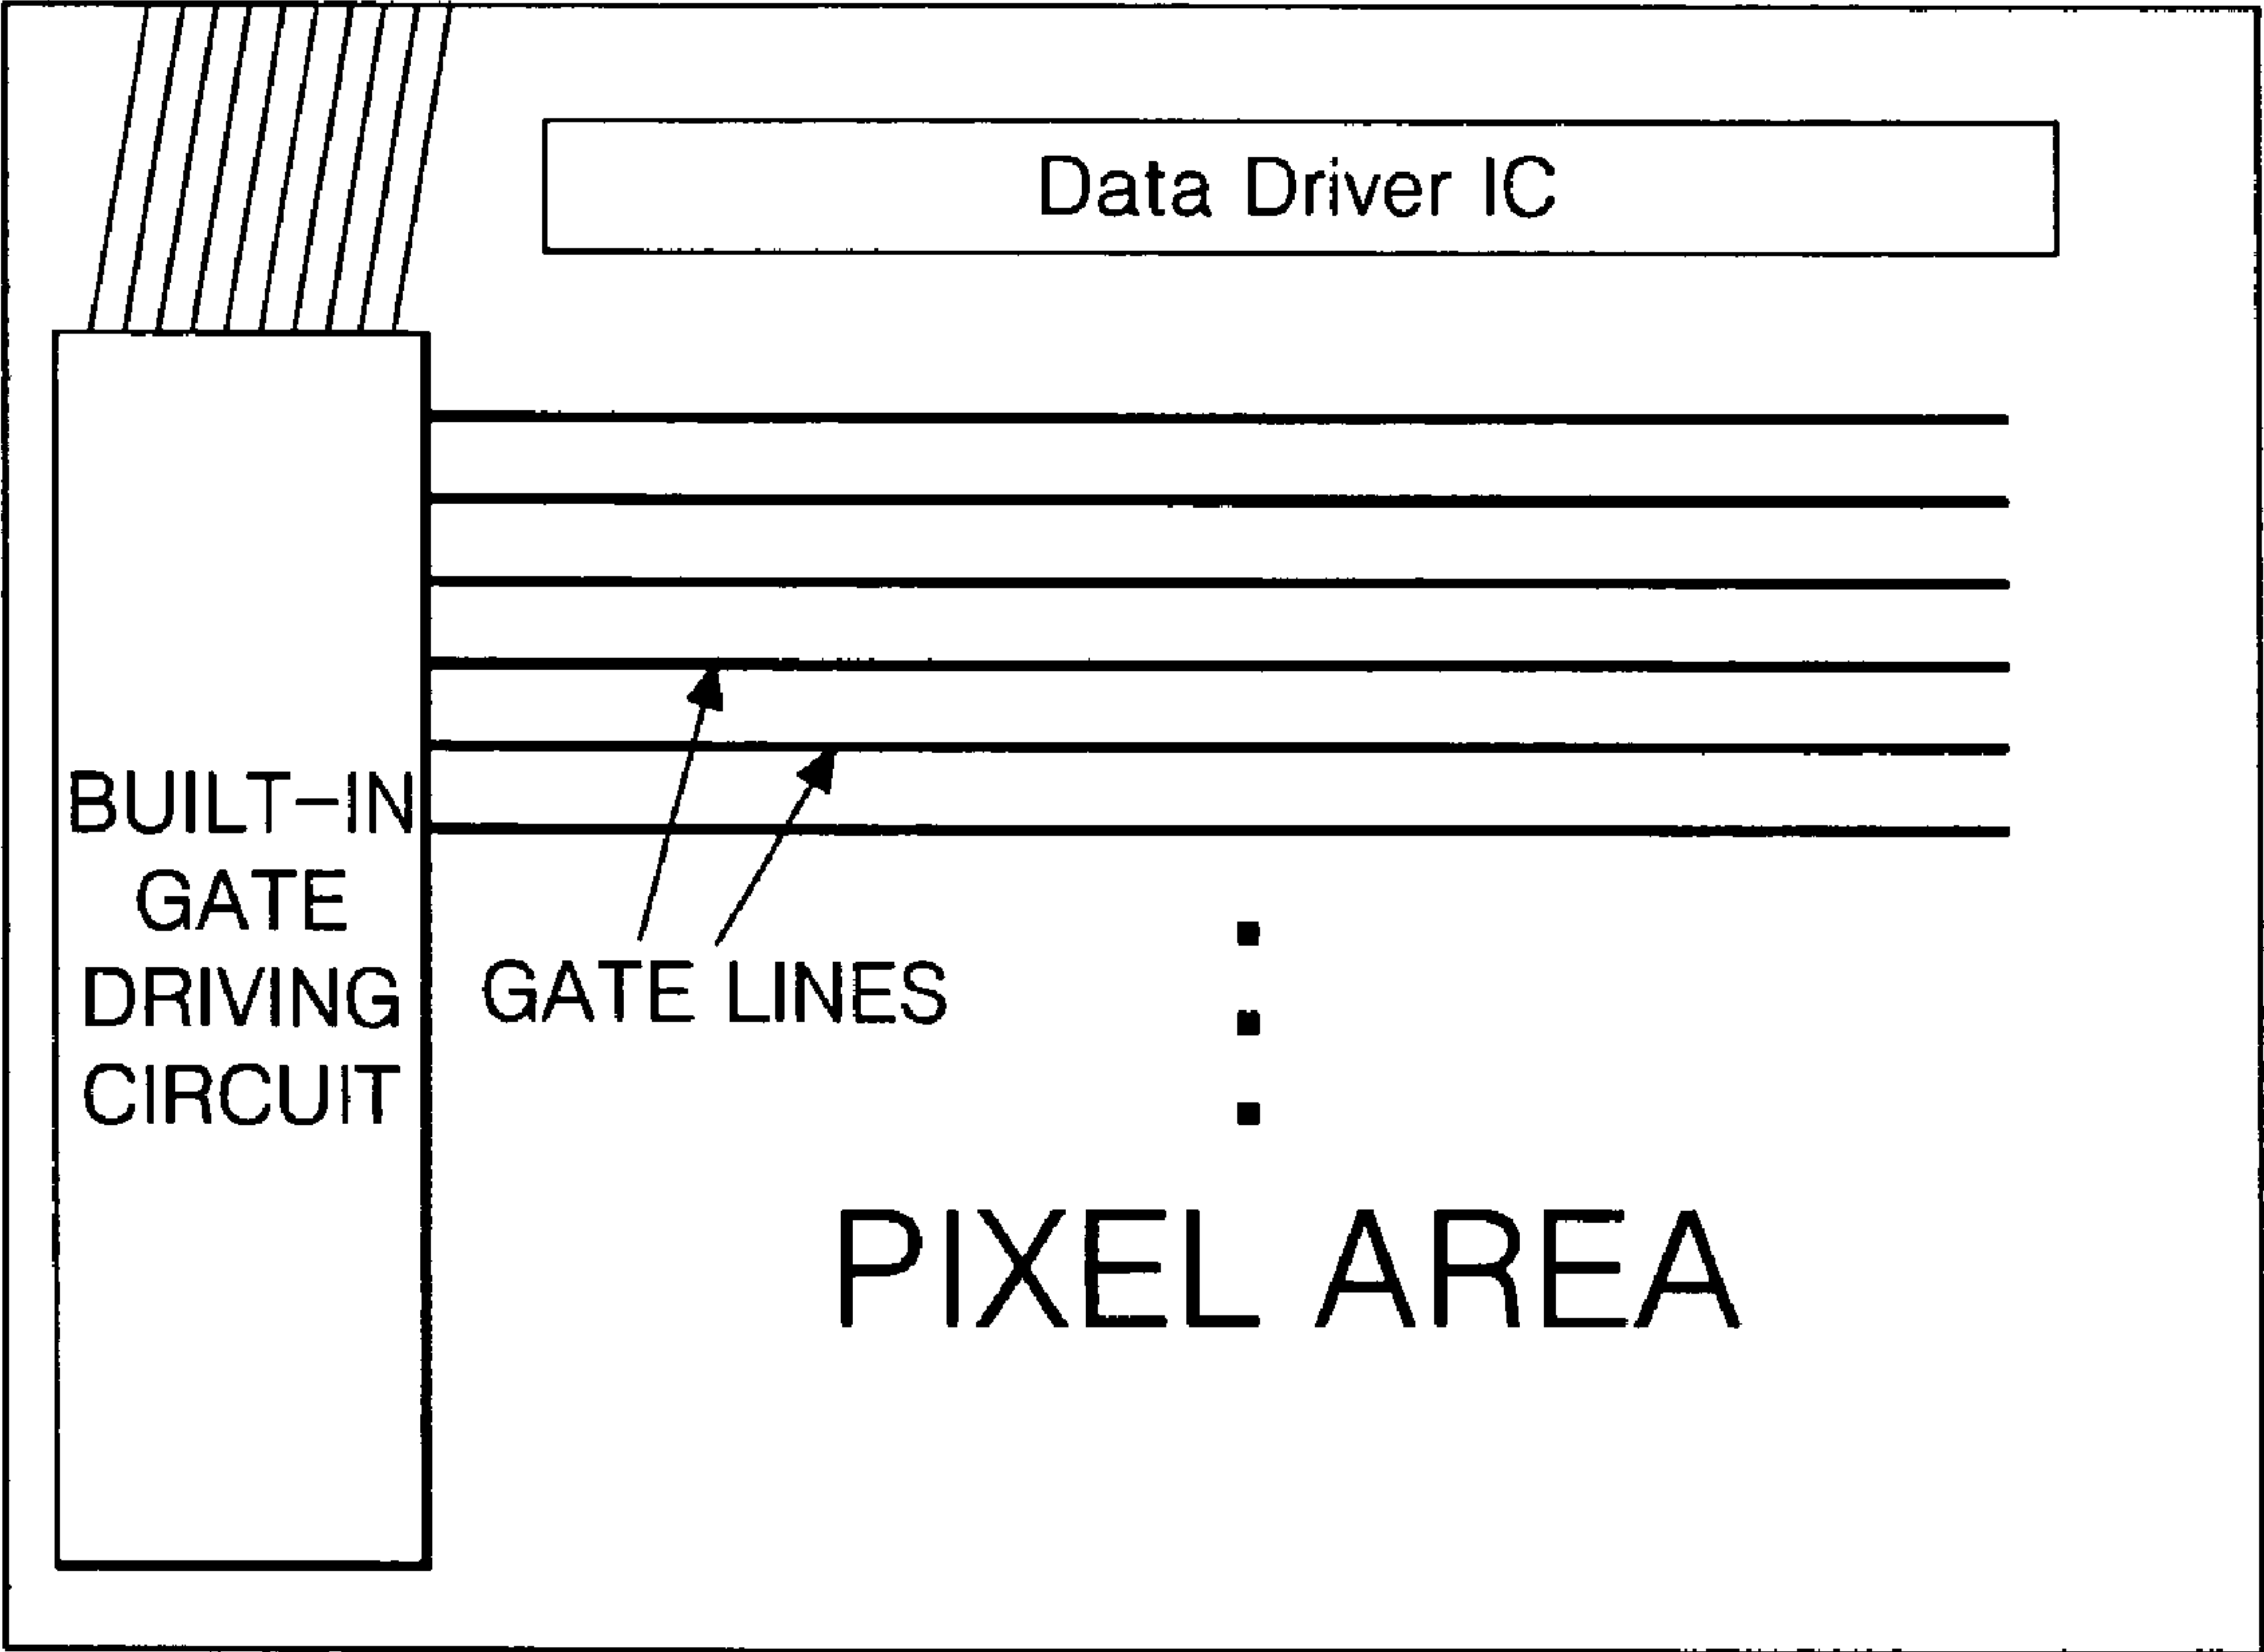 Data Driver IC
BUILT-IN
GATE
DRIVING
CIRCUIT
GATE LINES
PIXEL AREA